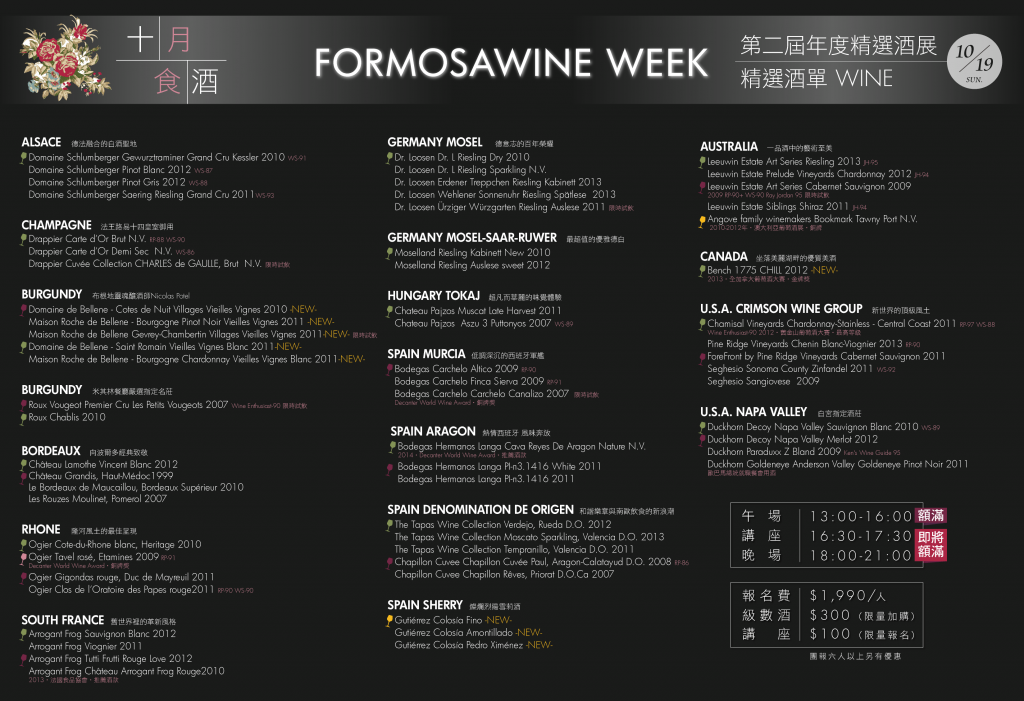 十月
食酒
FORMOSAWINE WEEK
第二屆年度精選酒展
精選酒單 WINE
10/19
SUN.
ALSACE 德法融合的白酒聖地
Domaine Schlumberger Gewurztraminer Grand Cru Kessler 2010 WS-91
Domaine Schlumberger Pinot Blanc 2012 WS-87
Domaine Schlumberger Pinot Gris 2012 WS-88
Domaine Schlumberger Saering Riesling Grand Cru 2011 WS-93
CHAMPAGNE 法王路易十四皇室御用
Drappier Carte d'Or Brut N.V. RP-88 WS-90
Drappier Carte d'Or Demi Sec N.V. WS-86
Drappier Cuvée Collection CHARLES de GAULLE, Brut N.V. 限時試飲
BURGUNDY 布根地靈魂釀酒師Nicolas Potel
Domaine de Bellene - Cotes de Nuit Villages Vieilles Vignes 2010 -NEW-
Maison Roche de Bellene - Bourgogne Pinot Noir Vieilles Vignes 2011 -NEW-
Maison Roche de Bellene Gevrey-Chambertin Villages Vieilles Vignes 2011-NEW- 限時試飲
Domaine de Bellene - Saint Romain Vieilles Vignes Blanc 2011-NEW-
Maison Roche de Bellene - Bourgogne Chardonnay Vieilles Vignes Blanc 2011-NEW-
BURGUNDY 米其林餐廳嚴選指定名莊
Roux Vougeot Premier Cru Les Petits Vougeots 2007 Wine Enthusiast-90 限時試飲
Roux Chablis 2010
BORDEAUX 向波爾多經典致敬
Château Lamothe Vincent Blanc 2012
Château Grandis, Haut-Médoc1999
Le Bordeaux de Maucaillou, Bordeaux Supérieur 2010
Les Rouzes Moulinet, Pomerol 2007
RHONE 隆河風土的最佳呈現
Ogier Cote-du-Rhone blanc, Heritage 2010
Ogier Tavel rosé, Etamines 2009 RP-91
Decanter World Wine Award，銅牌獎
Ogier Gigondas rouge, Duc de Mayreuil 2011
Ogier Clos de l'Oratoire des Papes rouge2011 RP-90 WS-90
SOUTH FRANCE 舊世界裡的革新風格
Arrogant Frog Sauvignon Blanc 2012
Arrogant Frog Viognier 2011
Arrogant Frog Tutti Frutti Rouge Love 2012
Arrogant Frog Château Arrogant Frog Rouge2010
2013，法國食品協會，推薦酒款
GERMANY MOSEL 德意志的百年榮耀
Dr. Loosen Dr. L Riesling Dry 2010
Dr. Loosen Dr. L Riesling Sparkling N.V.
Dr. Loosen Erdener Treppchen Riesling Kabinett 2013
Dr. Loosen Wehlener Sonnenuhr Riesling Spätlese 2013
Dr. Loosen Ürziger Würzgarten Riesling Auslese 2011 限時試飲
GERMANY MOSEL-SAAR-RUWER 最超值的優雅德白
Moselland Riesling Kabinett New 2010
Moselland Riesling Auslese sweet 2012
HUNGARY TOKAJ 超凡而華麗的味覺體驗
Chateau Pajzos Muscat Late Harvest 2011
Chateau Pajzos Aszu 3 Puttonyos 2007 WS-89
SPAIN MURCIA 低調深沉的西班牙軍艦
Bodegas Carchelo Altico 2009 RP-90
Bodegas Carchelo Finca Sierva 2009 RP-91
Bodegas Carchelo Carchelo Canalizo 2007 限時試飲
Decanter World Wine Award，銅牌獎
SPAIN ARAGON 熱情西班牙 風味奔放
Bodegas Hermanos Langa Cava Reyes De Aragon Nature N.V.
2014，Decanter World Wine Award，推薦酒款
Bodegas Hermanos Langa PI-n3.1416 White 2011
Bodegas Hermanos Langa PI-n3.1416 2011
SPAIN DENOMINATION DE ORIGEN 和諧樂章與南歐飲食的新浪潮
The Tapas Wine Collection Verdejo, Rueda D.O. 2012
The Tapas Wine Collection Moscato Sparkling, Valencia D.O. 2013
The Tapas Wine Collection Tempranillo, Valencia D.O. 2011
Chapillon Cuvee Chapillon Cuvée Paul, Aragon-Calatayud D.O. 2008 RP-86
Chapillon Cuvee Chapillon Rêves, Priorat D.O.Ca 2007
SPAIN SHERRY 燦爛烈陽雪莉酒
Gutiérrez Colosía Fino -NEW-
Gutiérrez Colosía Amontillado -NEW-
Gutiérrez Colosía Pedro Ximénez -NEW-
AUSTRALIA 一品酒中的藝術至美
Leeuwin Estate Art Series Riesling 2013 JH-95
Leeuwin Estate Prelude Vineyards Chardonnay 2012 JH-94
Leeuwin Estate Art Series Cabernet Sauvignon 2009
2009 RP-90+ WS-90 Ray Jordan 95 限時試飲
Leeuwin Estate Siblings Shiraz 2011 JH-94
Angove family winemakers Bookmark Tawny Port N.V.
2010-2012年，澳大利亞葡萄酒展，銅牌
CANADA 坐落美麗湖畔的優質美酒
Bench 1775 CHILL 2012 -NEW-
2013，全加拿大葡萄酒大賽，金牌獎
U.S.A. CRIMSON WINE GROUP 新世界的頂級風土
Chamisal Vineyards Chardonnay-Stainless - Central Coast 2011 RP-97 WS-88
Wine Enthusiast-90 2012，舊金山葡萄酒大賽，最高榮銜
Pine Ridge Vineyards Chenin Blanc-Viognier 2013 RP-90
ForeFront by Pine Ridge Vineyards Cabernet Sauvignon 2011
Seghesio Sonoma County Zinfandel 2011 WS-92
Seghesio Sangiovese 2009
U.S.A. NAPA VALLEY 白宮指定酒莊
Duckhorn Decoy Napa Valley Sauvignon Blanc 2010 WS-89
Duckhorn Decoy Napa Valley Merlot 2012
Duckhorn Paraduxx Z Bland 2009 Ken's Wine Guide 95
Duckhorn Goldeneye Anderson Valley Goldeneye Pinot Noir 2011
歐巴馬總統就職餐會用酒
午場 13:00-16:00 額滿
講座 16:30-17:30 即將
晚場 18:00-21:00 額滿
報名費 $1,990/人
級數酒 $300 (限量加購)
講座 $100 (限量報名)
團報六人以上另有優惠